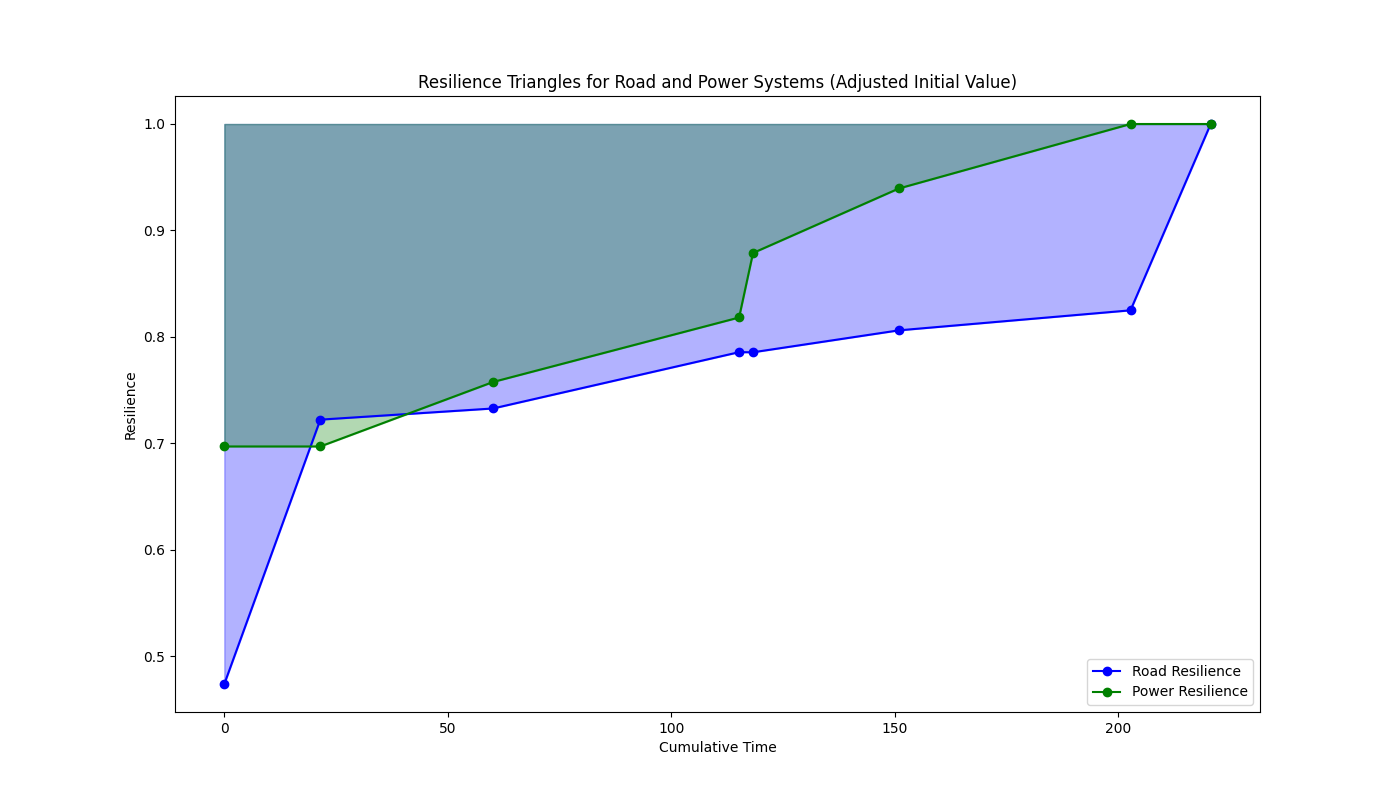 Resilience Triangles for Road and Power Systems (Adjusted Initial Value)
1.0
0.9
0.8
0.7
0.6
0.5
Resilience
0
50
100
150
200
Cumulative Time
Road Resilience
Power Resilience